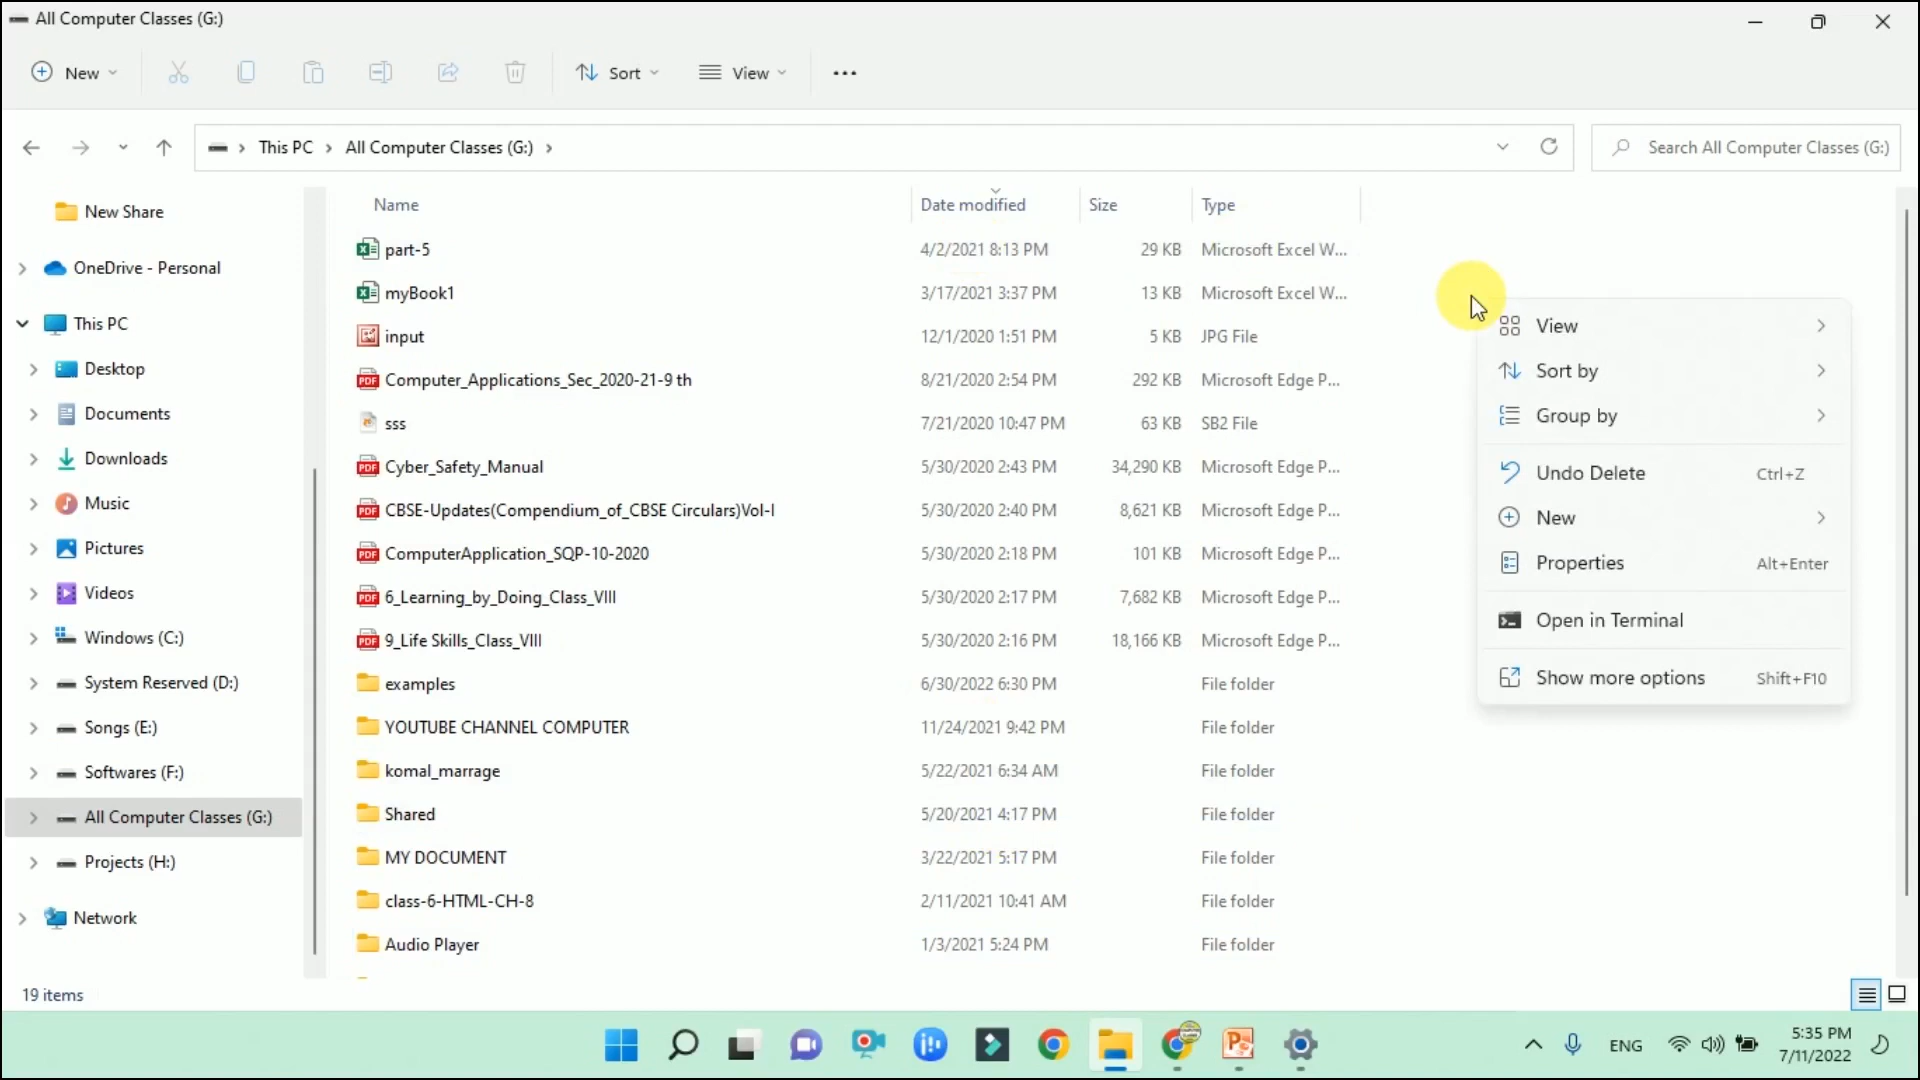 All Computer Classes (G:)
New
Sort
View
This PC > All Computer Classes (G:) >
Search All Computer Classes (G:)
New Share
OneDrive - Personal
This PC
Desktop
Documents
Downloads
Music
Pictures
Videos
Windows (C:)
System Reserved (D:)
Songs (E:)
Softwares (F:)
All Computer Classes (G:)
Projects (H:)
Network
Name Date modified Size Type
part-5 4/2/2021 8:13 PM 29 KB Microsoft Excel W...
myBook1 3/17/2021 3:37 PM 13 KB Microsoft Excel W...
input 12/1/2020 1:51 PM 5 KB JPG File
PDF Computer_Applications_Sec_2020-21-9 th 8/21/2020 2:54 PM 292 KB Microsoft Edge P...
sss 7/21/2020 10:47 PM 63 KB SB2 File
PDF Cyber_Safety_Manual 5/30/2020 2:43 PM 34,290 KB Microsoft Edge P...
PDF CBSE-Updates(Compendium_of_CBSE Circulars)Vol-I 5/30/2020 2:40 PM 8,621 KB Microsoft Edge P...
PDF ComputerApplication_SQP-10-2020 5/30/2020 2:18 PM 101 KB Microsoft Edge P...
PDF 6_Learning_by_Doing_Class_VIII 5/30/2020 2:17 PM 7,682 KB Microsoft Edge P...
PDF 9_Life Skills_Class_VIII 5/30/2020 2:16 PM 18,166 KB Microsoft Edge P...
examples 6/30/2022 6:30 PM File folder
YOUTUBE CHANNEL COMPUTER 11/24/2021 9:42 PM File folder
komal_marrage 5/22/2021 6:34 AM File folder
Shared 5/20/2021 4:17 PM File folder
MY DOCUMENT 3/22/2021 5:17 PM File folder
class-6-HTML-CH-8 2/11/2021 10:41 AM File folder
Audio Player 1/3/2021 5:24 PM File folder
View
Sort by
Group by
Undo Delete Ctrl+Z
New
Properties Alt+Enter
Open in Terminal
Show more options Shift+F10
19 items
ENG
5:35 PM
7/11/2022